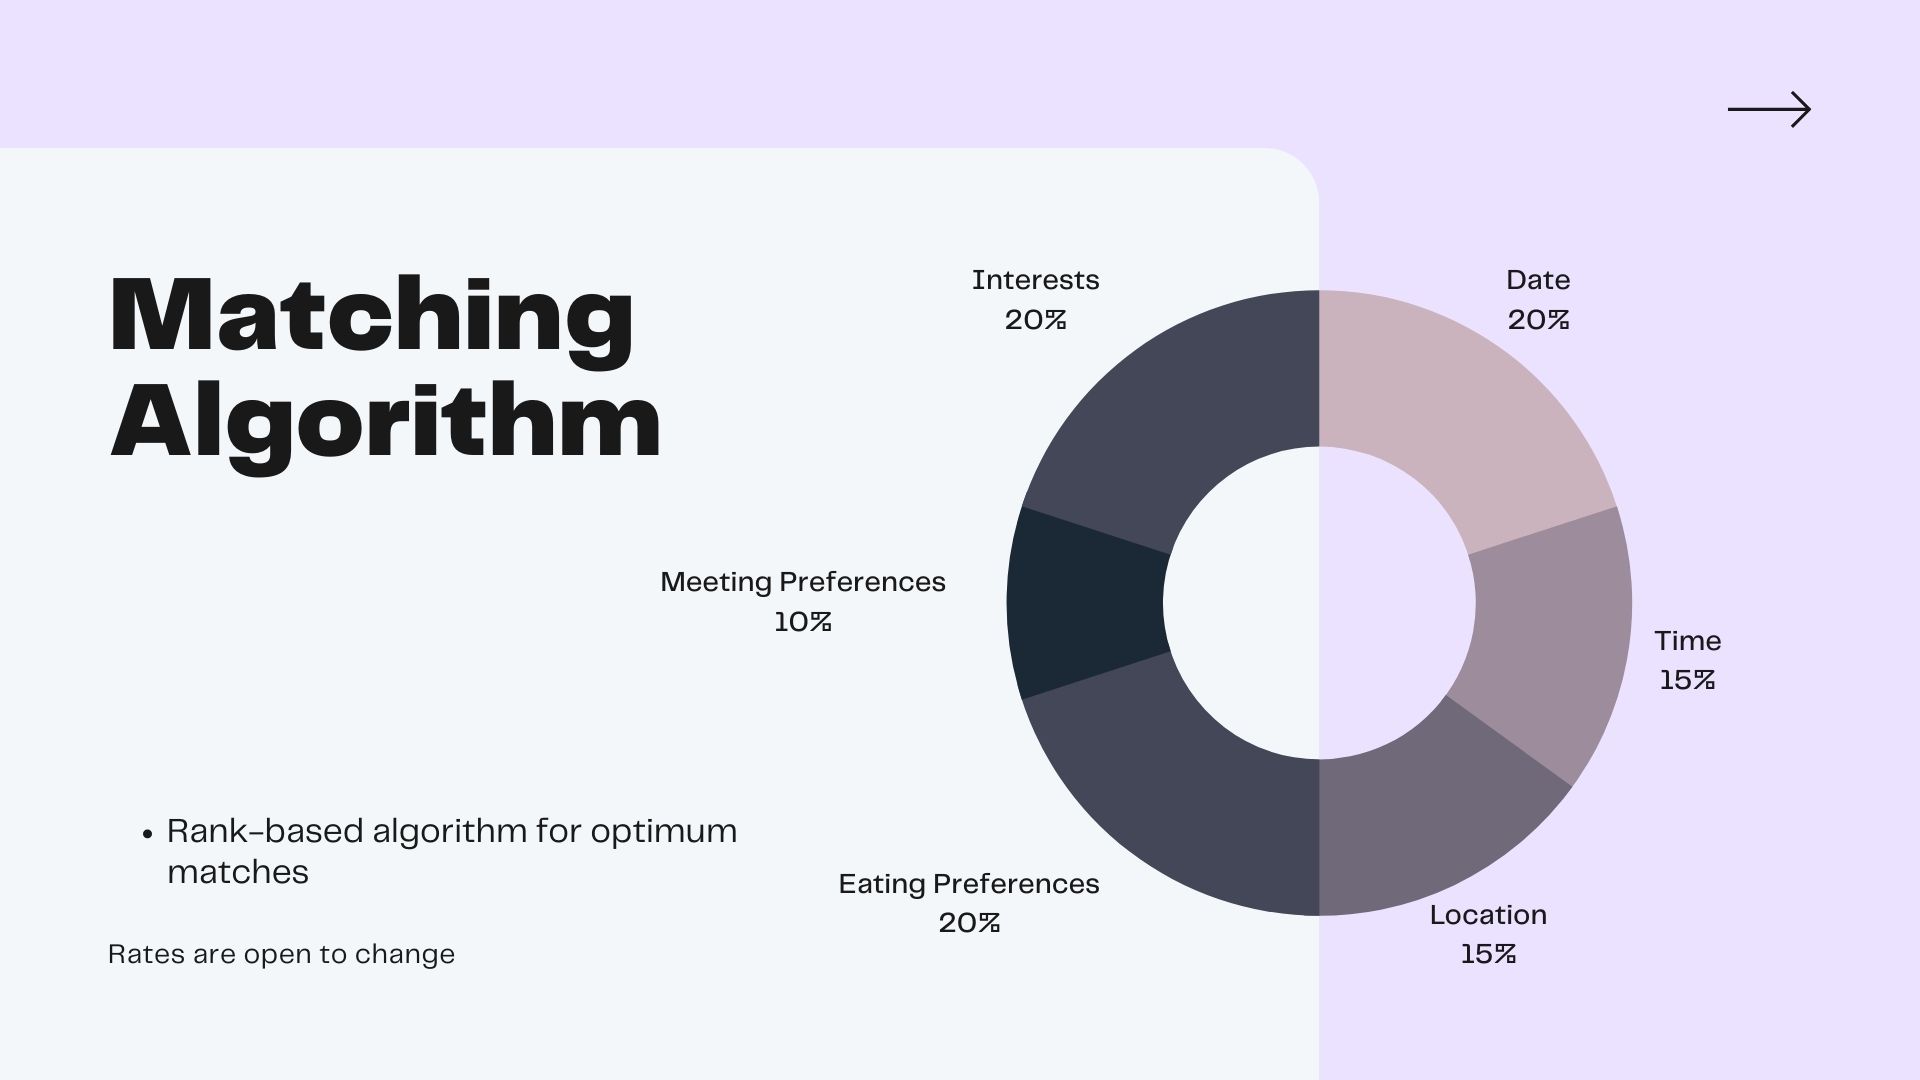 Matching
Algorithm
Interests
20%
Date
20%
Meeting Preferences
10%
Time
15%
Rank-based algorithm for optimum
matches
Eating Preferences
20%
Location
15%
Rates are open to change